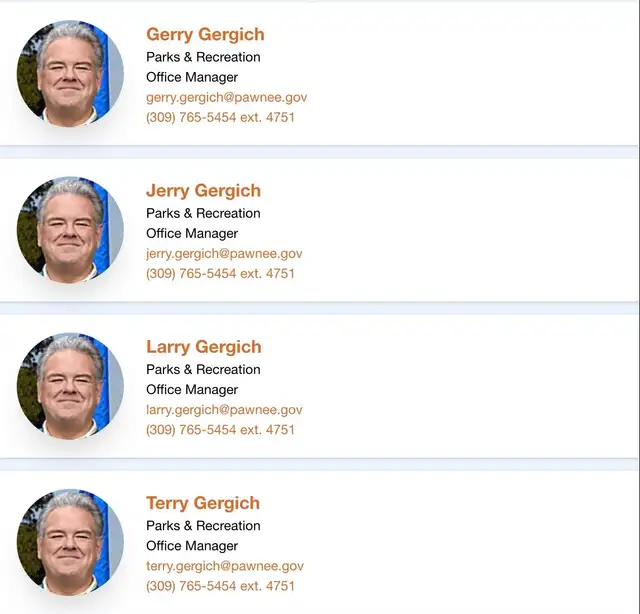 Gerry Gergich
Parks & Recreation
Office Manager
gerry.gergich@pawnee.gov
(309) 765-5454 ext. 4751
Jerry Gergich
Parks & Recreation
Office Manager
jerry.gergich@pawnee.gov
(309) 765-5454 ext. 4751
Larry Gergich
Parks & Recreation
Office Manager
larry.gergich@pawnee.gov
(309) 765-5454 ext. 4751
Terry Gergich
Parks & Recreation
Office Manager
terry.gergich@pawnee.gov
(309) 765-5454 ext. 4751